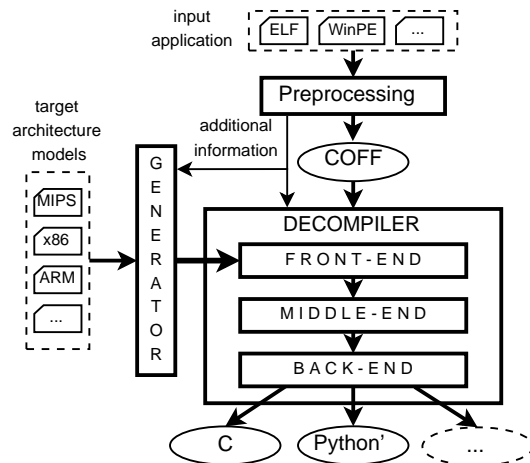 input
application
ELF
WinPE
...
Preprocessing
target
architecture
models
additional
information
COFF
GENERATOR
MIPS
x86
ARM
...
DECOMPILER
FRONT-END
MIDDLE-END
BACK-END
C
Python’
...